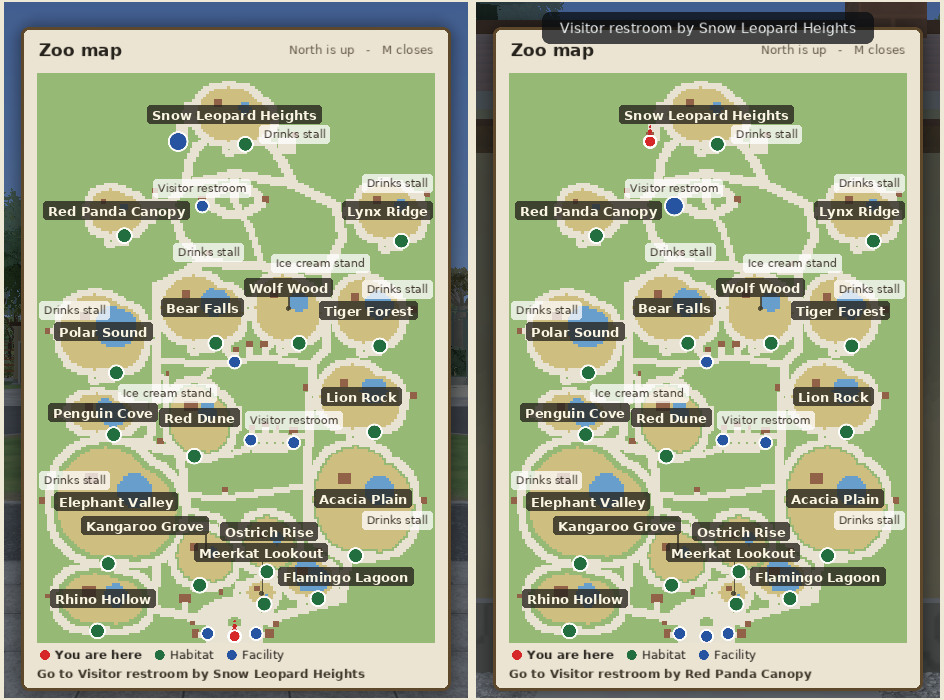 Zoo map
North is up - M closes
Snow Leopard Heights
Drinks stall
Visitor restroom
Drinks stall
Red Panda Canopy
Lynx Ridge
Drinks stall
Ice cream stand
Wolf Wood
Drinks stall
Bear Falls
Tiger Forest
Drinks stall
Polar Sound
Ice cream stand
Lion Rock
Penguin Cove
Red Dune
Visitor restroom
Drinks stall
Elephant Valley
Acacia Plain
Drinks stall
Kangaroo Grove
Ostrich Rise
Meerkat Lookout
Flamingo Lagoon
Rhino Hollow
You are here
Habitat
Facility
Go to Visitor restroom by Snow Leopard Heights
Visitor restroom by Snow Leopard Heights
Zoo map
North is up - M closes
Snow Leopard Heights
Drinks stall
Visitor restroom
Drinks stall
Red Panda Canopy
Lynx Ridge
Drinks stall
Ice cream stand
Wolf Wood
Drinks stall
Bear Falls
Tiger Forest
Drinks stall
Polar Sound
Ice cream stand
Lion Rock
Penguin Cove
Red Dune
Visitor restroom
Drinks stall
Elephant Valley
Acacia Plain
Drinks stall
Kangaroo Grove
Ostrich Rise
Meerkat Lookout
Flamingo Lagoon
Rhino Hollow
You are here
Habitat
Facility
Go to Visitor restroom by Red Panda Canopy